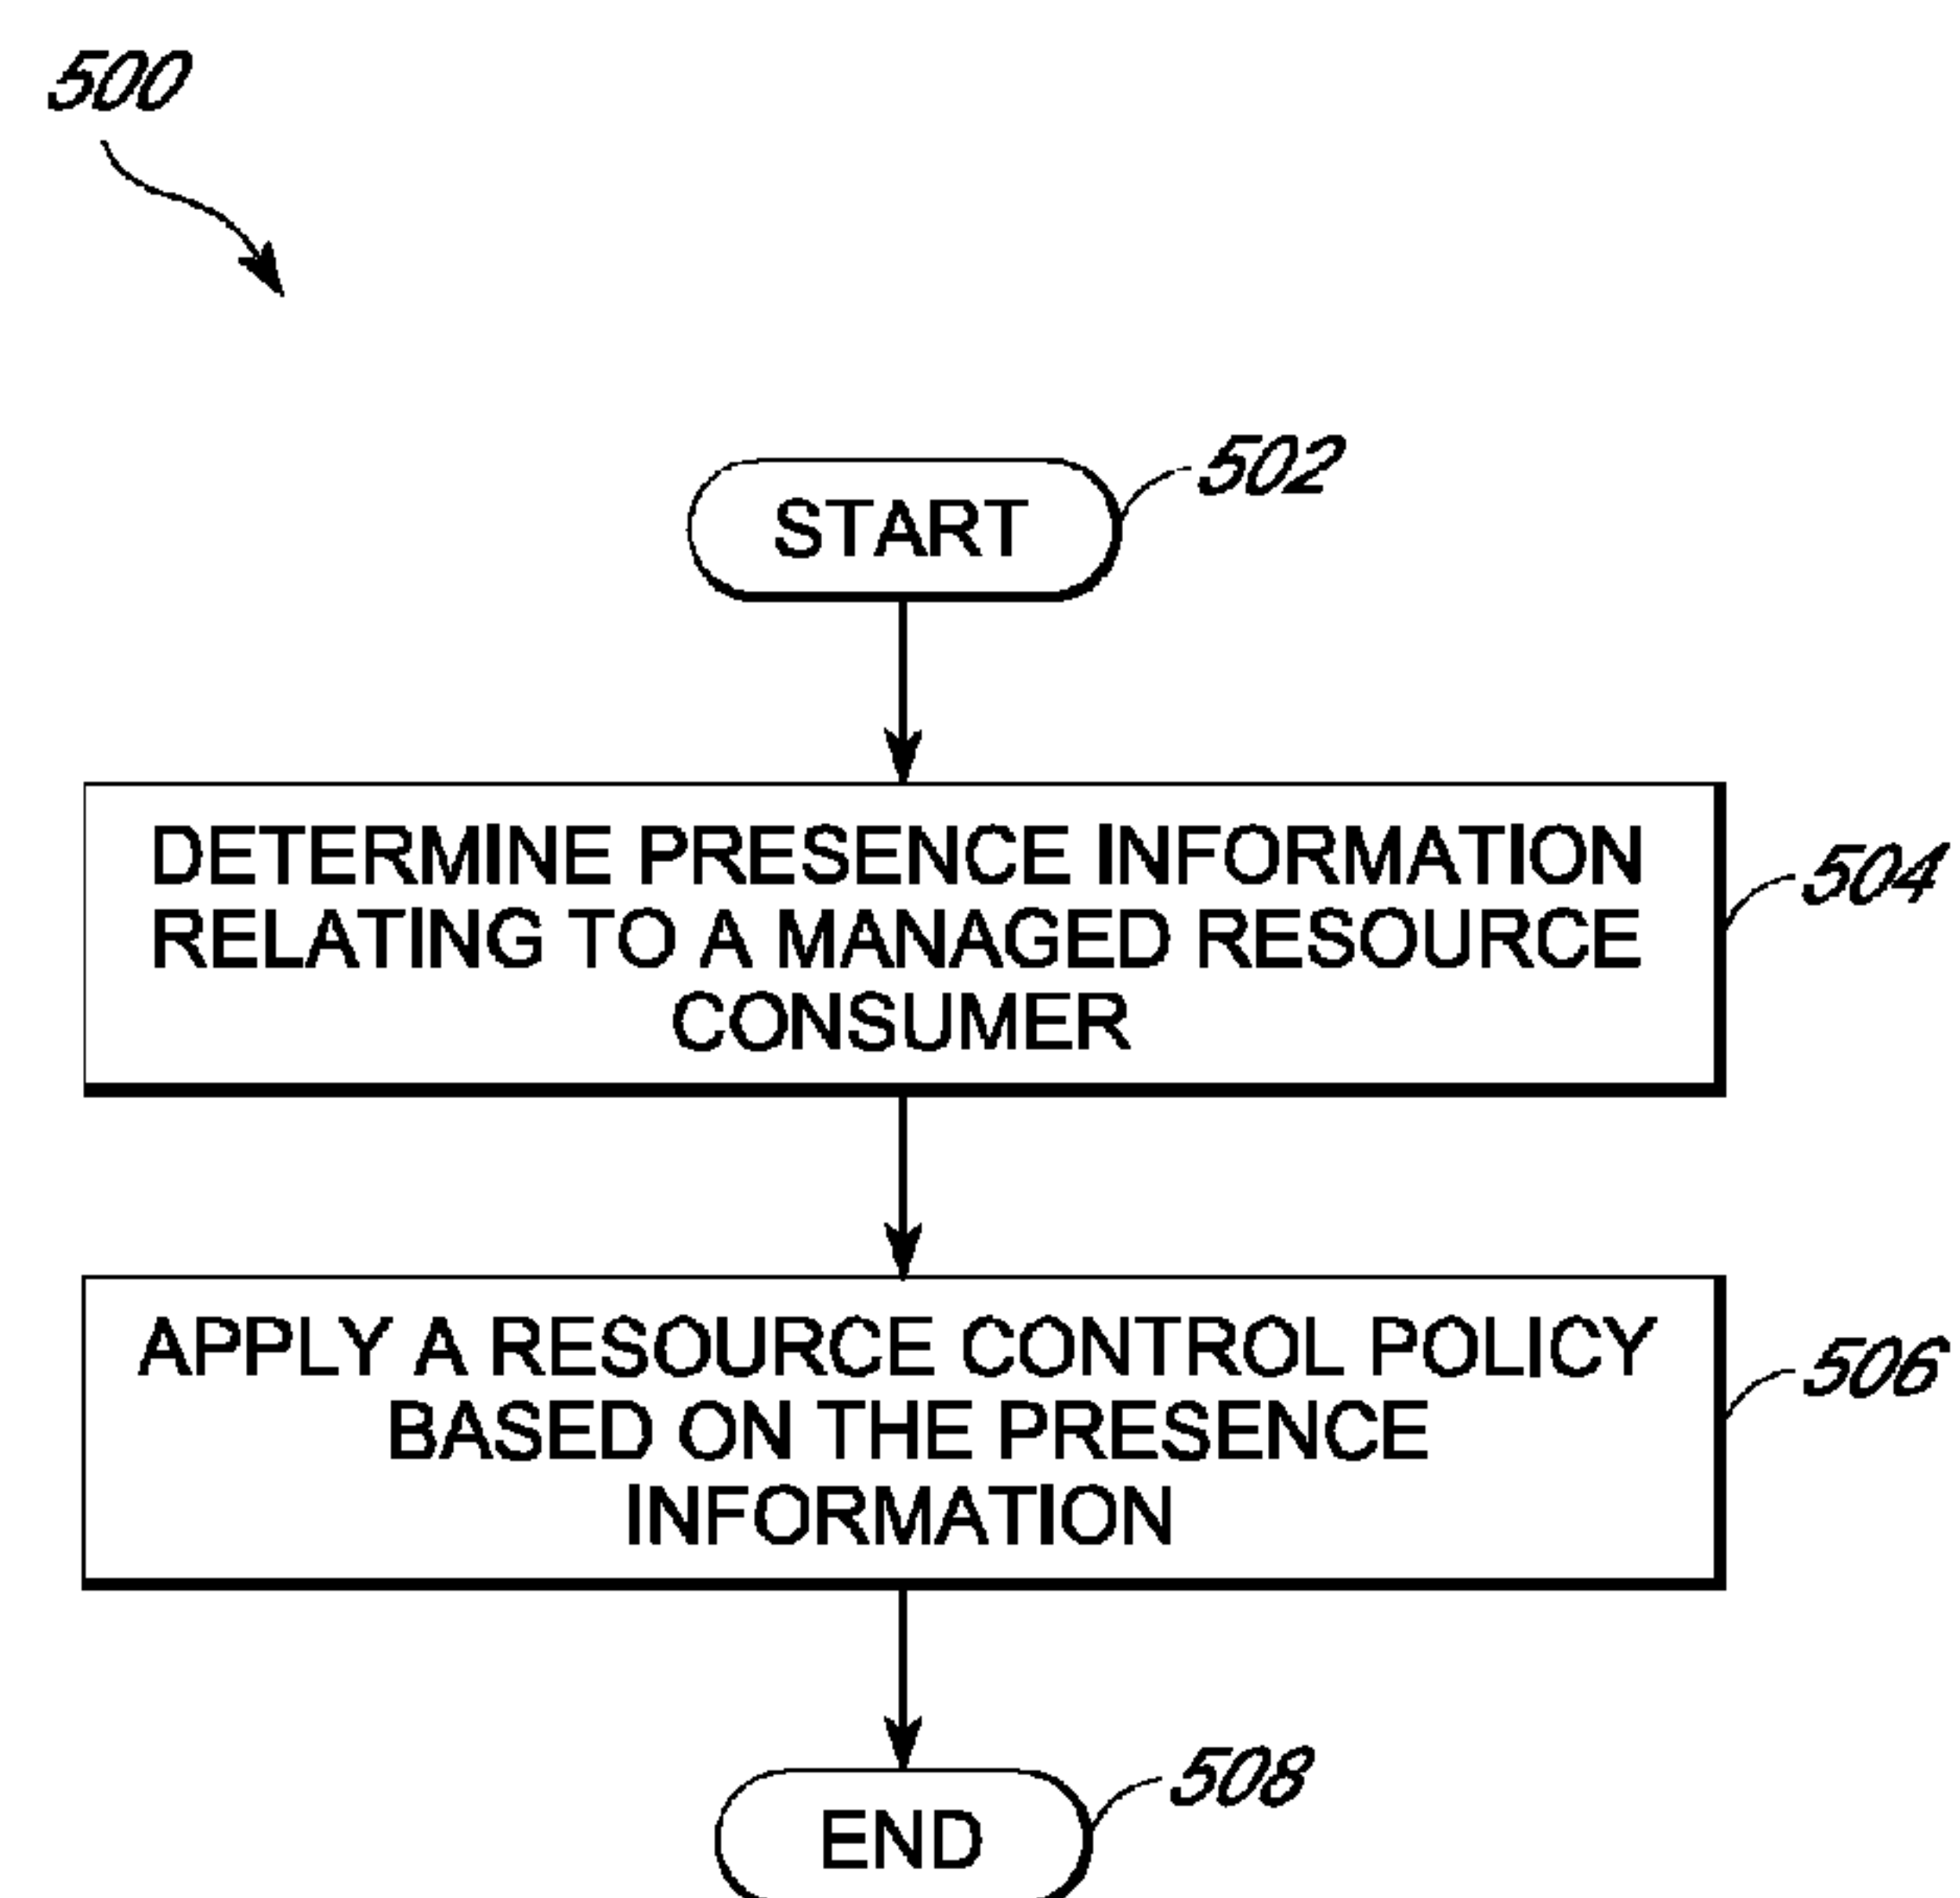 500
START
502
DETERMINE PRESENCE INFORMATION
RELATING TO A MANAGED RESOURCE
CONSUMER
504
APPLY A RESOURCE CONTROL POLICY
BASED ON THE PRESENCE
INFORMATION
506
END
508